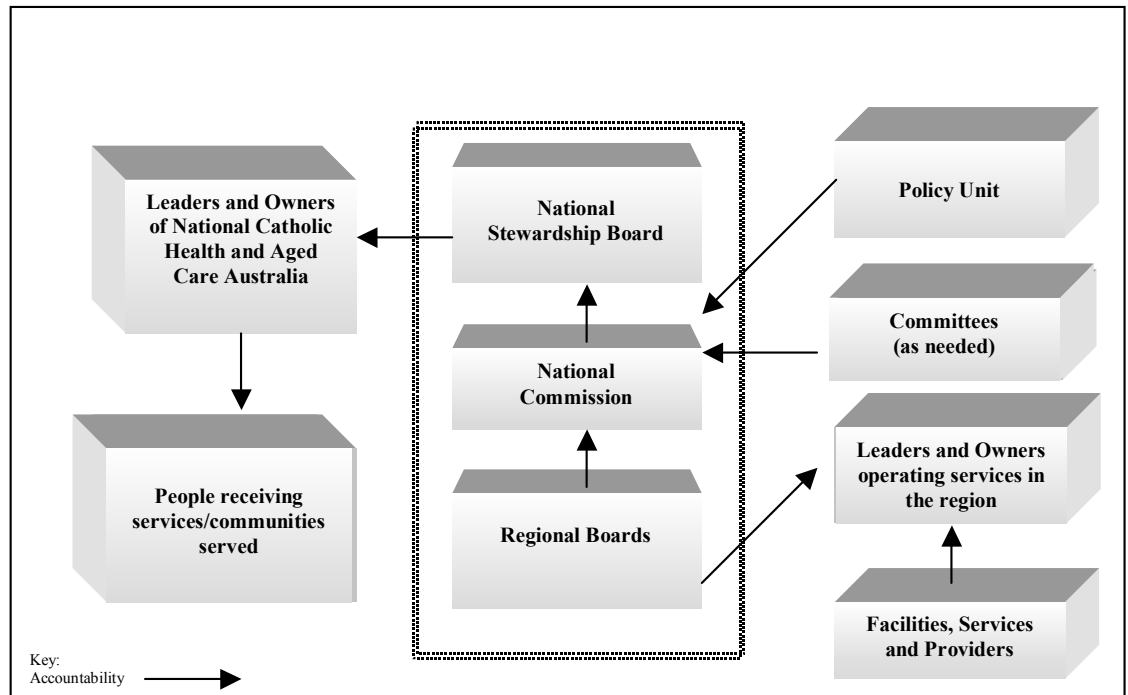 Leaders and Owners
of National Catholic
Health and Aged
Care Australia
People receiving
services/communities
served
National
Stewardship Board
National
Commission
Regional Boards
Policy Unit
Committees
(as needed)
Leaders and Owners
operating services in
the region
Facilities, Services
and Providers
Key:
Accountability